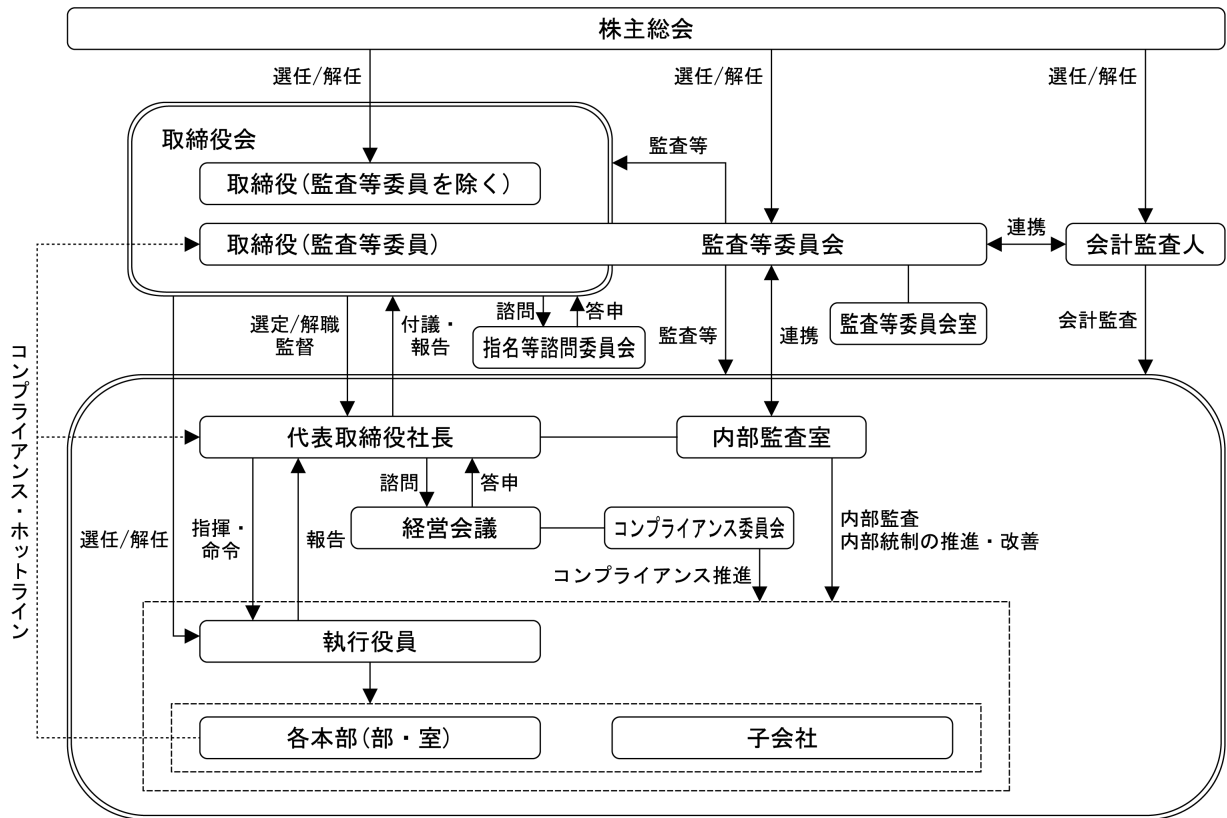 株主総会
選任/解任
選任/解任
選任/解任
取締役会
監査等
取締役(監査等委員を除く)
取締役(監査等委員)
監査等委員会
連携
会計監査人
選定/解職
監督
付議・
報告
諮問
答申
指名等諮問委員会
監査等
連携
監査等委員会室
会計監査
コンプライアンス・ホットライン
代表取締役社長
内部監査室
諮問
答申
選任/解任
指揮・
命令
報告
経営会議
コンプライアンス委員会
内部監査
内部統制の推進・改善
コンプライアンス推進
執行役員
各本部(部・室)
子会社